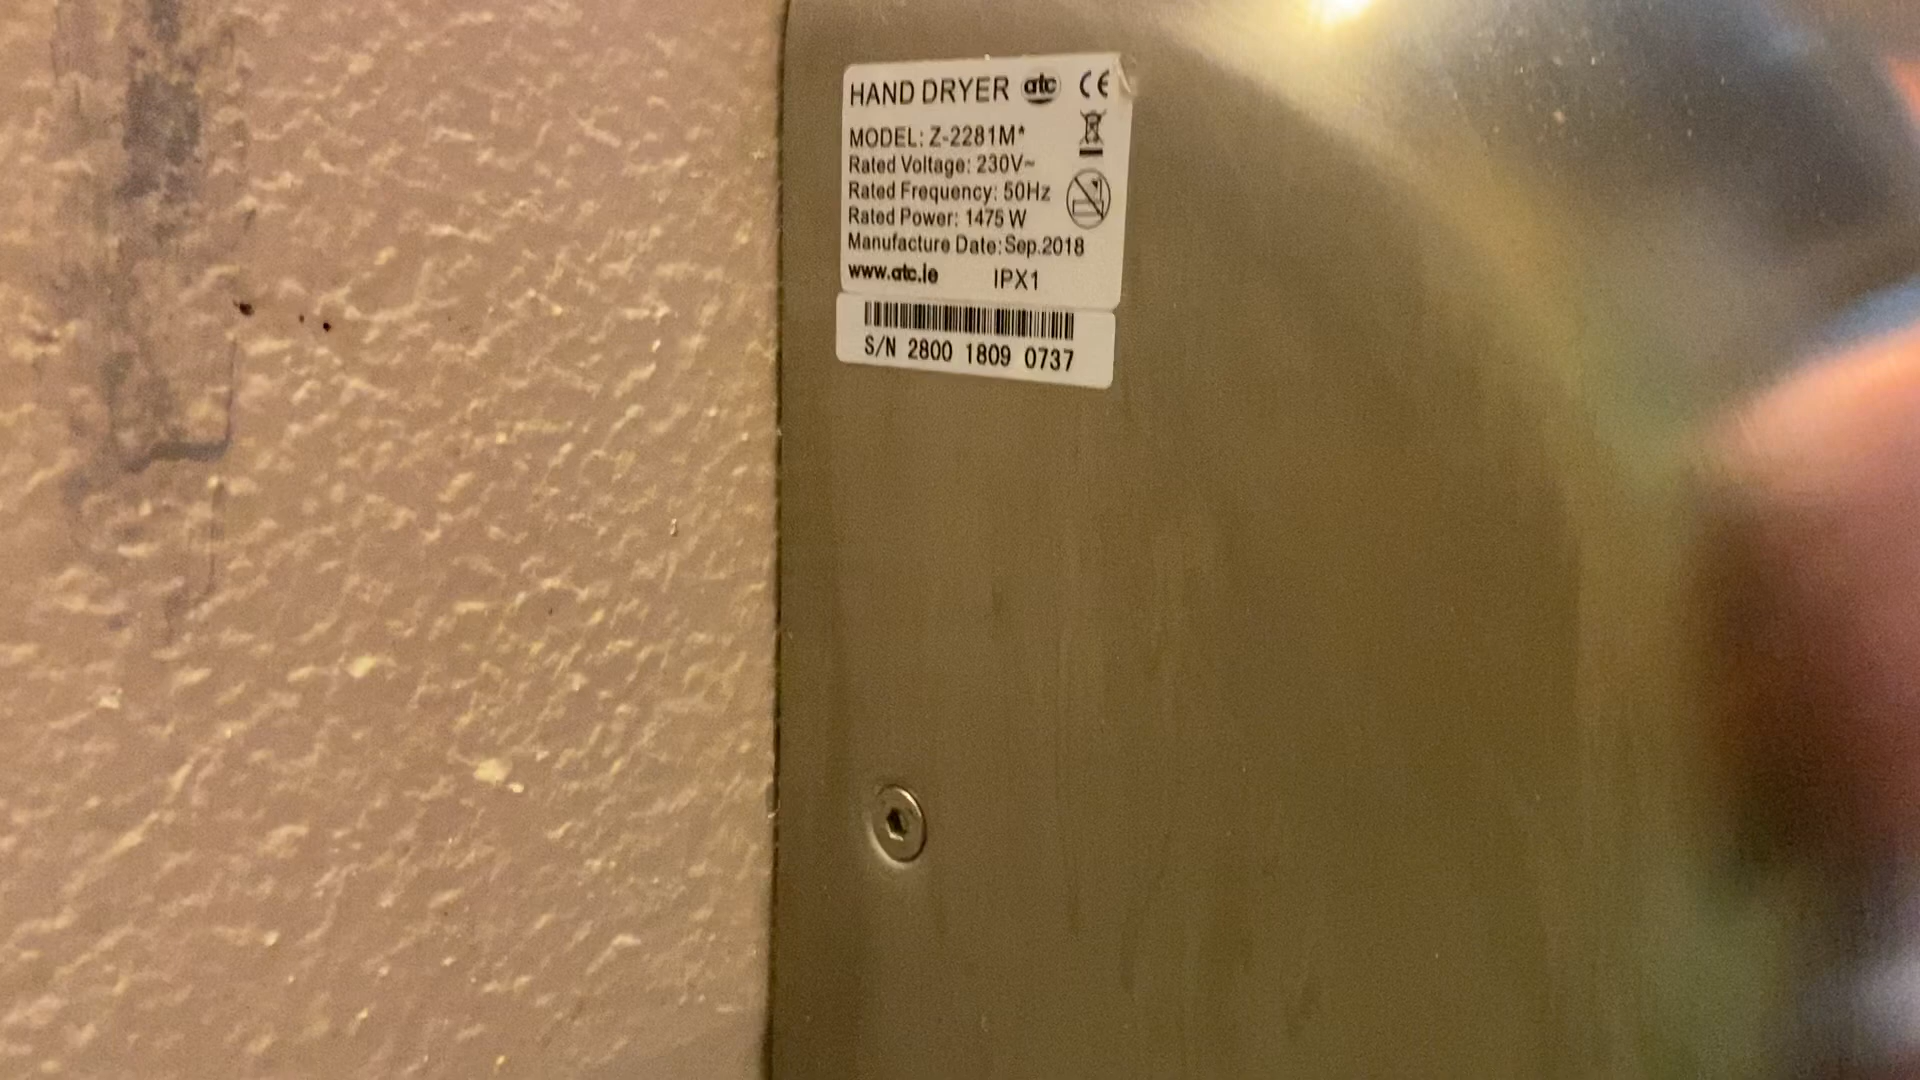 HAND DRYER atc CE
MODEL: Z-2281M*
Rated Voltage: 230V~
Rated Frequency: 50Hz
Rated Power: 1475 W
Manufacture Date: Sep.2018
www.atc.ie IPX1
S/N 2800 1809 0737